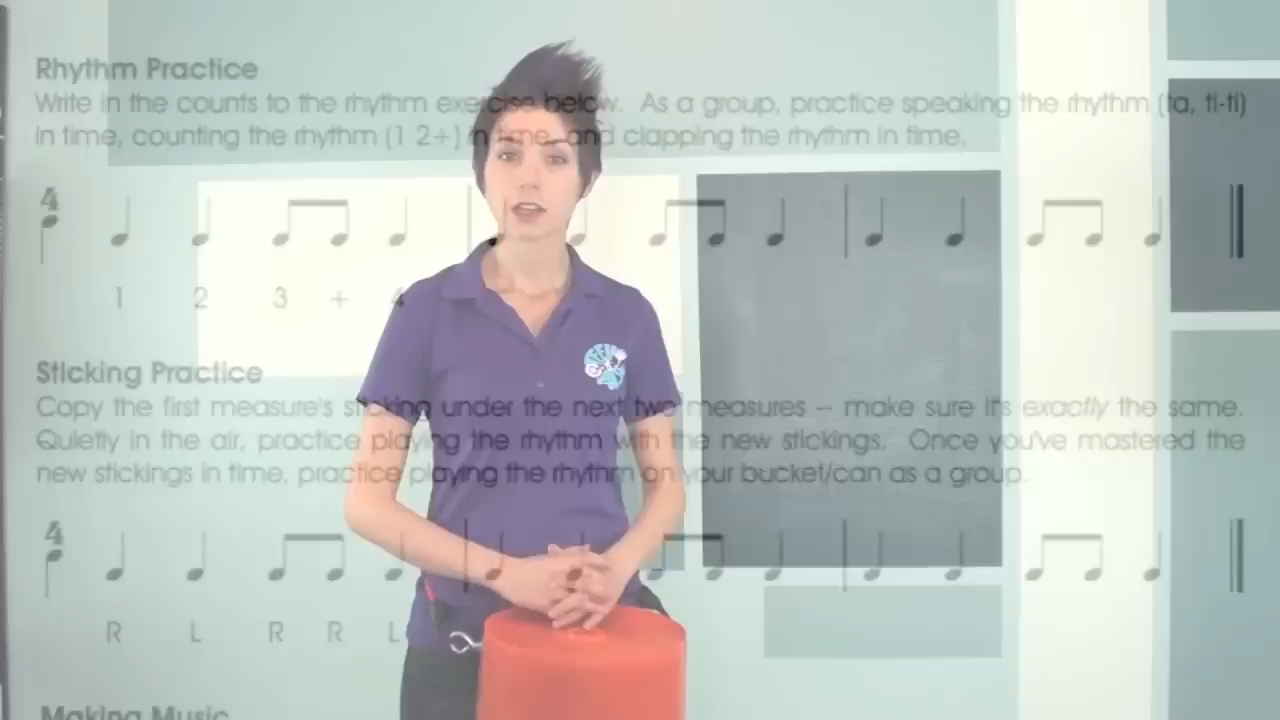 Rhythm Practice
Write in the counts to the rhythm exercise below. As a group, practice speaking the rhythm (ta, ti-ti)
in time, counting the rhythm (1 2+) in time, and clapping the rhythm in time.
4
1 2 3 + 4
Sticking Practice
Copy the first measure's sticking under the next two measures – make sure it's exactly the same.
Quietly in the air, practice playing the rhythm with the new stickings. Once you've mastered the
new stickings in time, practice playing the rhythm on your bucket/can as a group.
4
R L R R L
Making Music